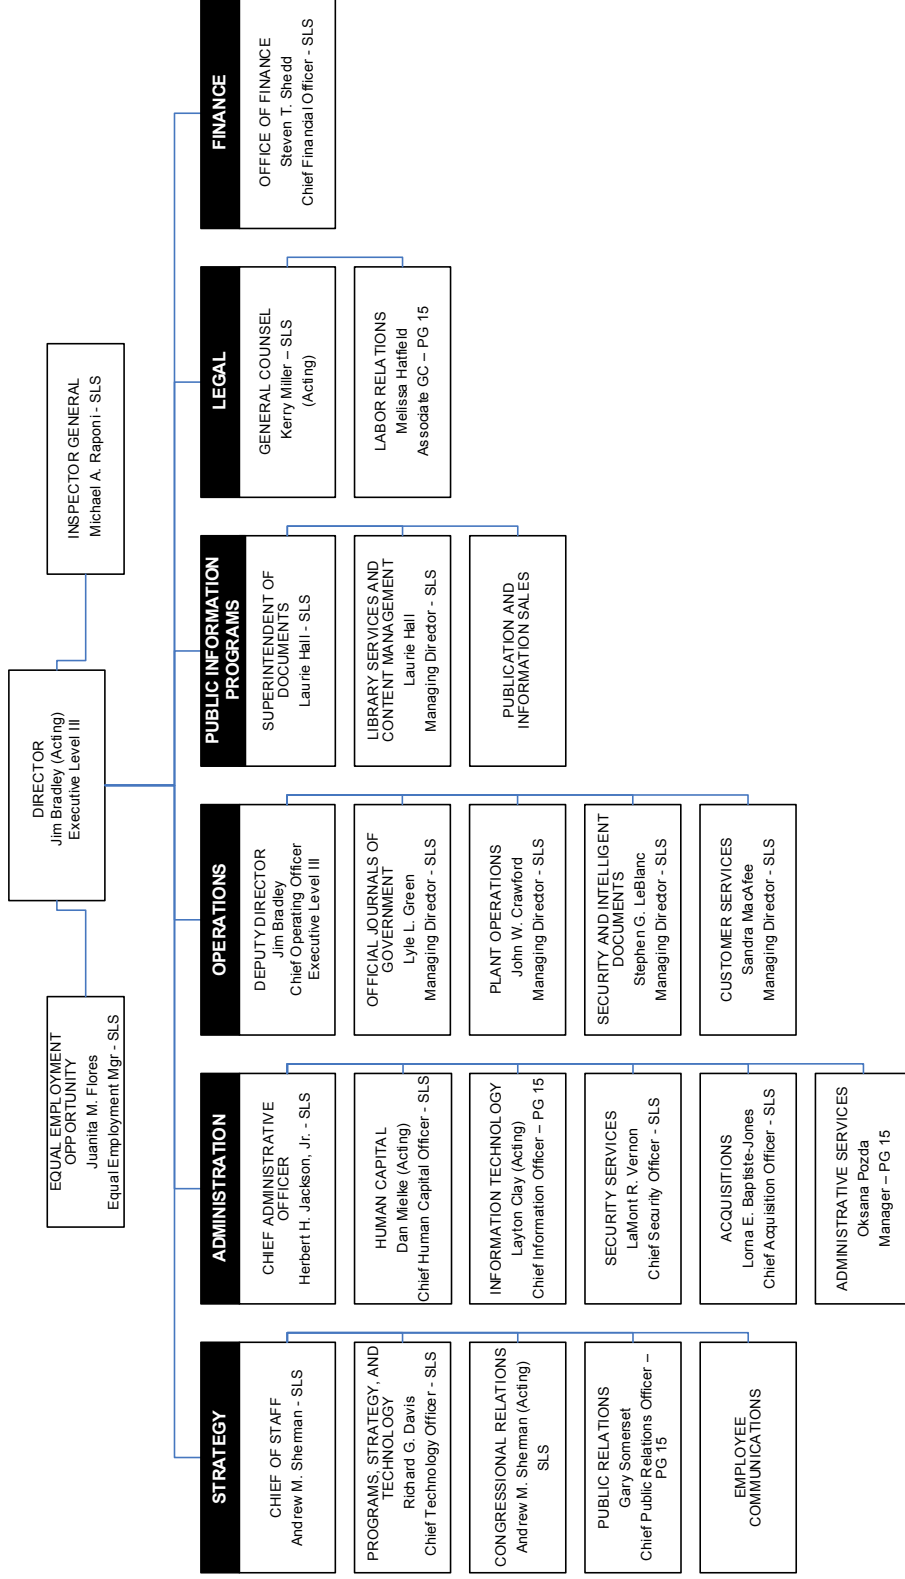 DIRECTOR
Jim Bradley (Acting)
Executive Level III
EQUAL EMPLOYMENT
OPPORTUNITY
Juanita M. Flores
Equal Employment Mgr - SLS
INSPECTOR GENERAL
Michael A. Raponi - SLS
STRATEGY
CHIEF OF STAFF
Andrew M. Sherman - SLS
PROGRAMS, STRATEGY, AND
TECHNOLOGY
Richard G. Davis
Chief Technology Officer - SLS
CONGRESSIONAL RELATIONS
Andrew M. Sherman (Acting)
SLS
PUBLIC RELATIONS
Gary Somerset
Chief Public Relations Officer –
PG 15
EMPLOYEE
COMMUNICATIONS
ADMINISTRATION
CHIEF ADMINISTRATIVE
OFFICER
Herbert H. Jackson, Jr. - SLS
HUMAN CAPITAL
Dan Mielke (Acting)
Chief Human Capital Officer - SLS
INFORMATION TECHNOLOGY
Layton Clay (Acting)
Chief Information Officer – PG 15
SECURITY SERVICES
LaMont R. Vernon
Chief Security Officer - SLS
ACQUISITIONS
Lorna E. Baptiste-Jones
Chief Acquisition Officer - SLS
ADMINISTRATIVE SERVICES
Oksana Pozda
Manager – PG 15
OPERATIONS
DEPUTY DIRECTOR
Jim Bradley
Chief Operating Officer
Executive Level III
OFFICIAL JOURNALS OF
GOVERNMENT
Lyle L. Green
Managing Director - SLS
PLANT OPERATIONS
John W. Crawford
Managing Director - SLS
SECURITY AND INTELLIGENT
DOCUMENTS
Stephen G. LeBlanc
Managing Director - SLS
CUSTOMER SERVICES
Sandra MacAfee
Managing Director - SLS
PUBLIC INFORMATION
PROGRAMS
SUPERINTENDENT OF
DOCUMENTS
Laurie Hall - SLS
LIBRARY SERVICES AND
CONTENT MANAGEMENT
Laurie Hall
Managing Director - SLS
PUBLICATION AND
INFORMATION SALES
LEGAL
GENERAL COUNSEL
Kerry Miller – SLS
(Acting)
LABOR RELATIONS
Melissa Hatfield
Associate GC – PG 15
FINANCE
OFFICE OF FINANCE
Steven T. Shedd
Chief Financial Officer - SLS